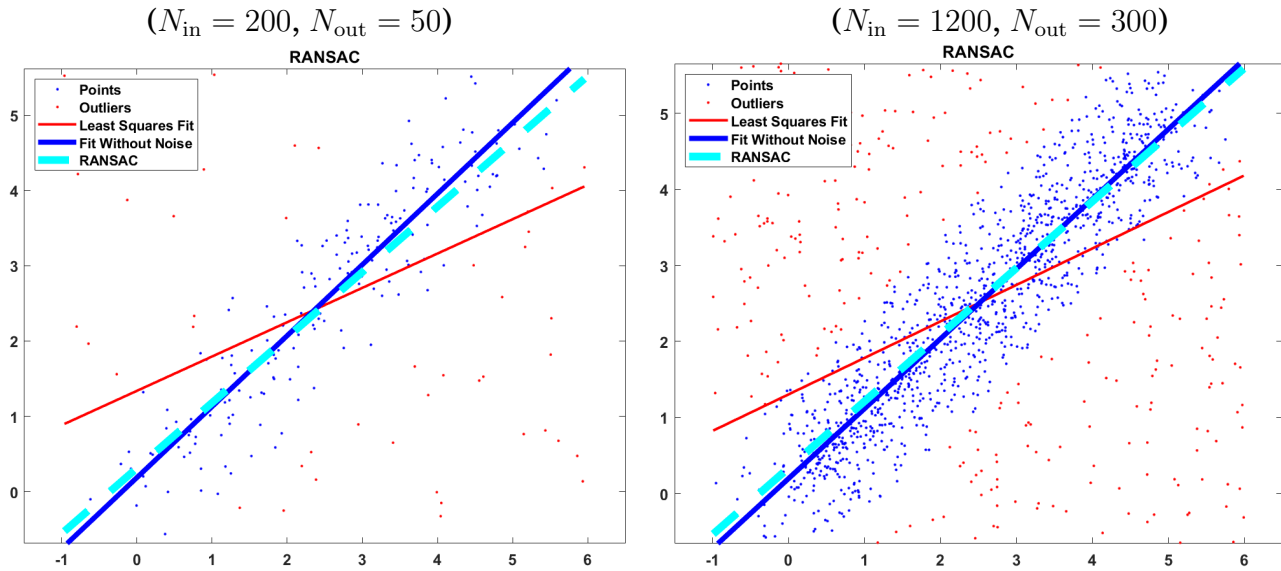 (N_in = 200, N_out = 50)
RANSAC
Points
Outliers
Least Squares Fit
Fit Without Noise
RANSAC
5
4
3
2
1
0
-1 0 1 2 3 4 5 6
(N_in = 1200, N_out = 300)
RANSAC
Points
Outliers
Least Squares Fit
Fit Without Noise
RANSAC
5
4
3
2
1
0
-1 0 1 2 3 4 5 6